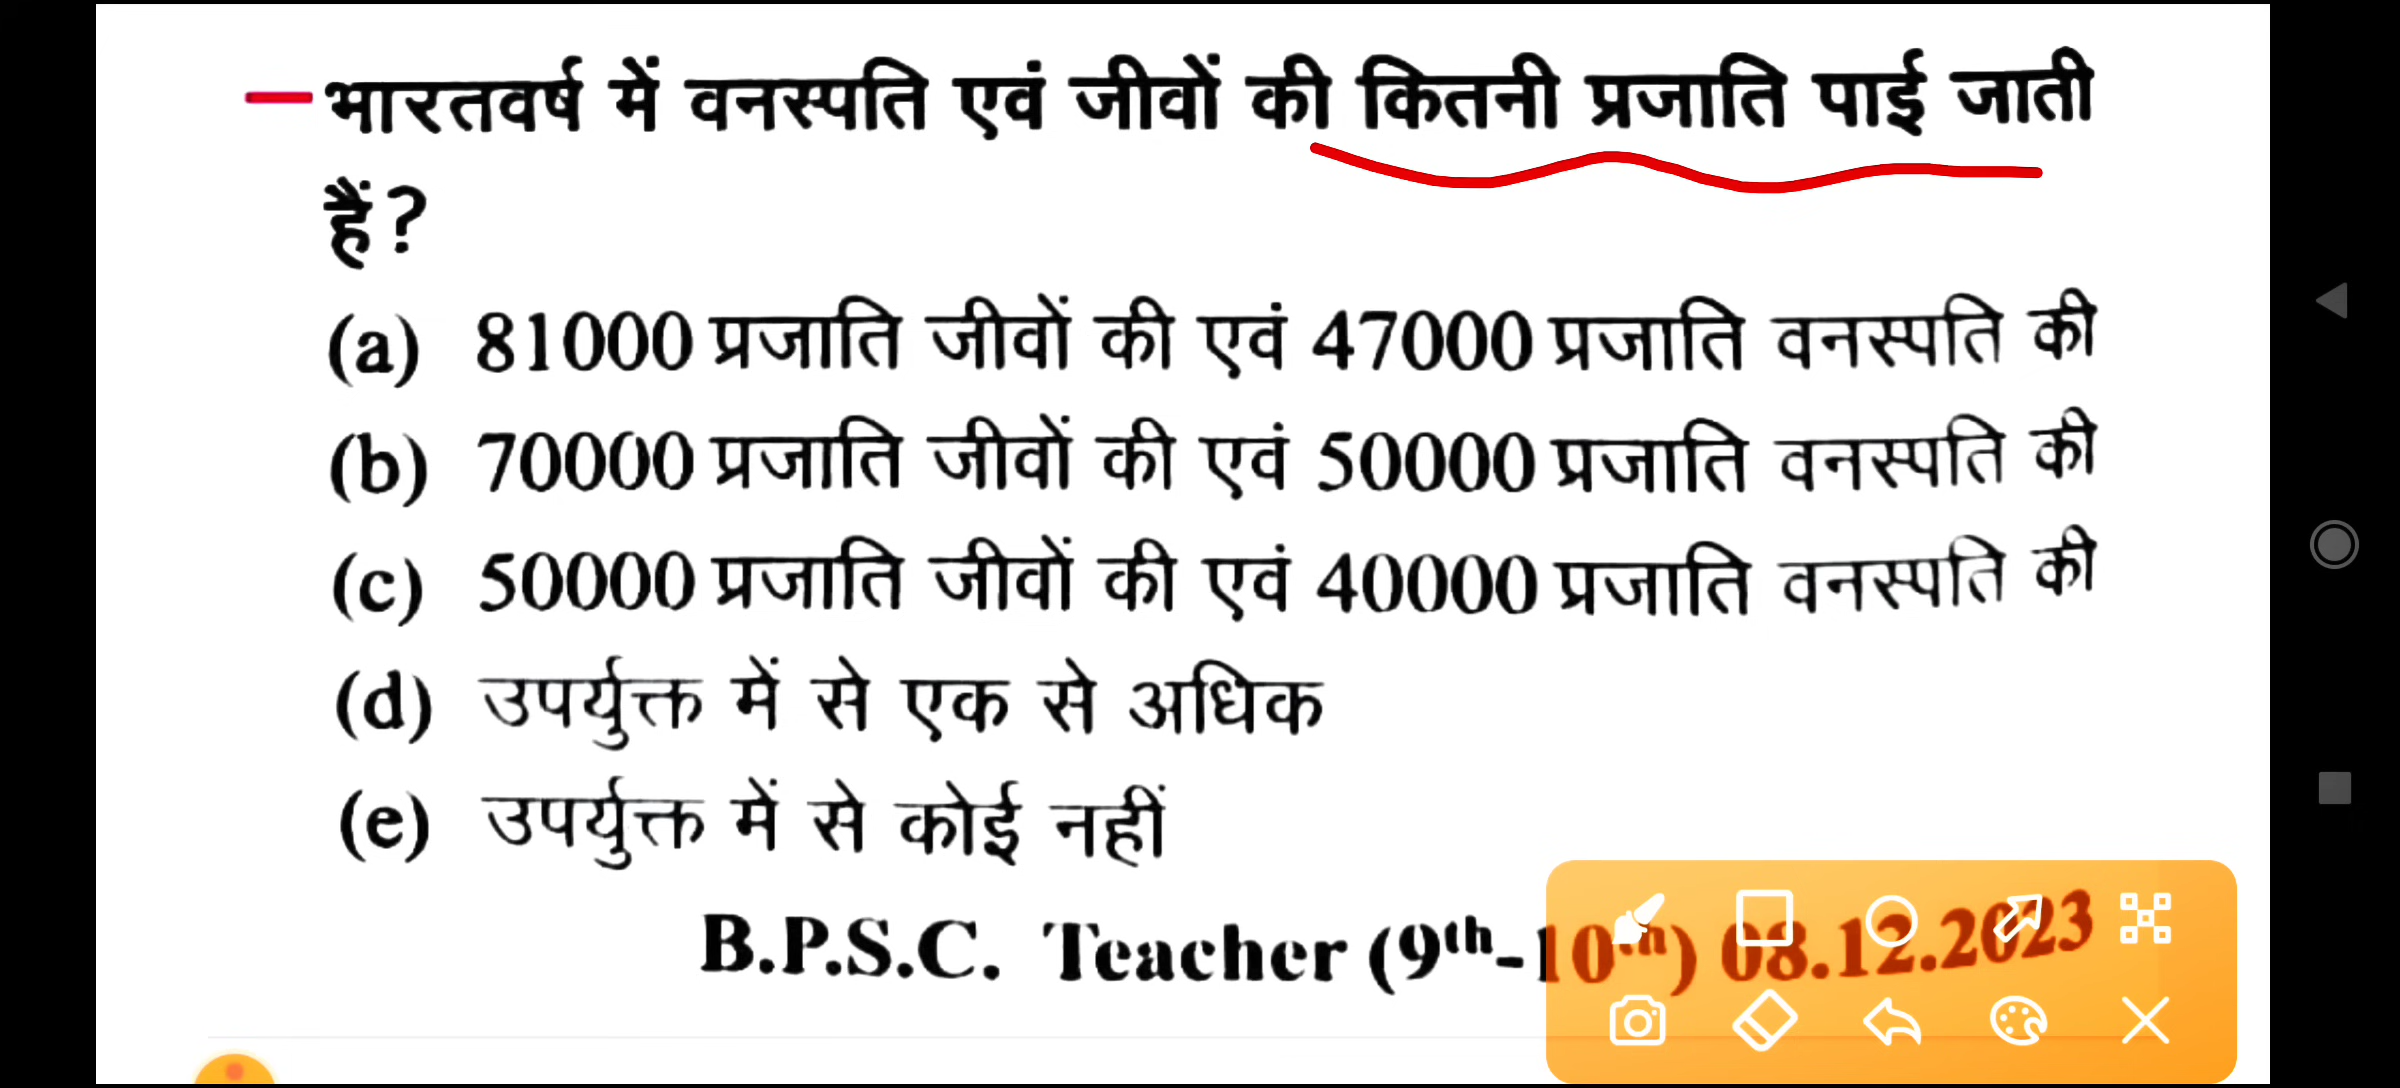 भारतवर्ष में वनस्पति एवं जीवों की कितनी प्रजाति पाई जाती
हैं?
(a) 81000 प्रजाति जीवों की एवं 47000 प्रजाति वनस्पति की
(b) 70000 प्रजाति जीवों की एवं 50000 प्रजाति वनस्पति की
(c) 50000 प्रजाति जीवों की एवं 40000 प्रजाति वनस्पति की
(d) उपर्युक्त में से एक से अधिक
(e) उपर्युक्त में से कोई नहीं
B.P.S.C. Teacher (9th-10th) 08.12.2023